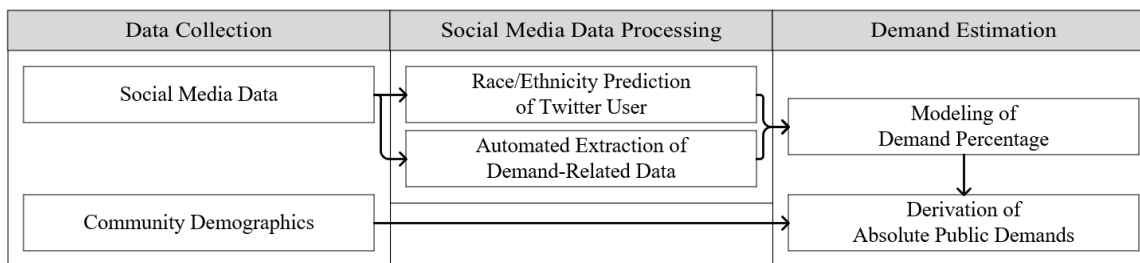 Data Collection
Social Media Data Processing
Demand Estimation
Social Media Data
Race/Ethnicity Prediction
of Twitter User
Automated Extraction of
Demand-Related Data
Modeling of
Demand Percentage
Community Demographics
Derivation of
Absolute Public Demands